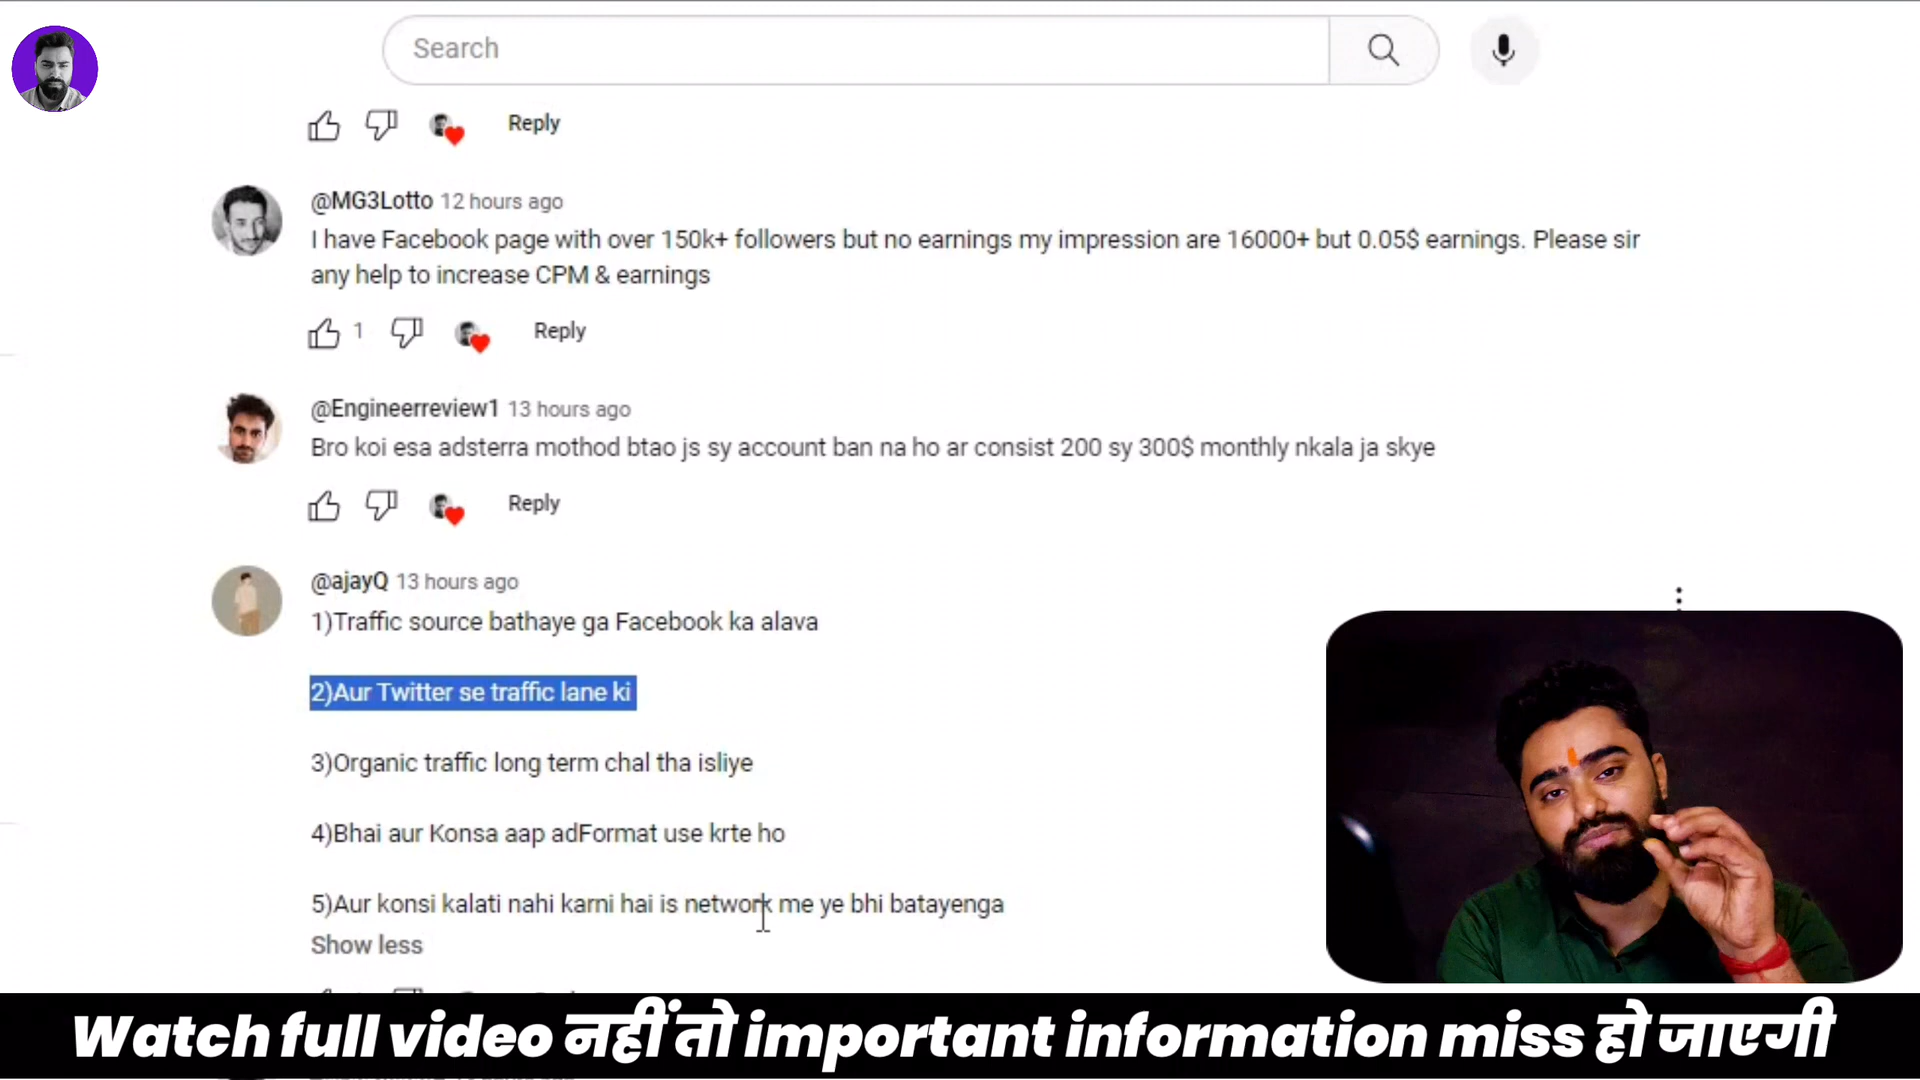 Search
Reply
@MG3Lotto 12 hours ago
I have Facebook page with over 150k+ followers but no earnings my impression are 16000+ but 0.05$ earnings. Please sir
any help to increase CPM & earnings
1
Reply
@Engineerreview1 13 hours ago
Bro koi esa adsterra mothod btao js sy account ban na ho ar consist 200 sy 300$ monthly nkala ja skye
Reply
@ajayQ 13 hours ago
1)Traffic source bathaye ga Facebook ka alava
2)Aur Twitter se traffic lane ki
3)Organic traffic long term chal tha isliye
4)Bhai aur Konsa aap adFormat use krte ho
5)Aur konsi kalati nahi karni hai is network me ye bhi batayenga
Show less
Watch full video नहीं तो important information miss हो जाएगी